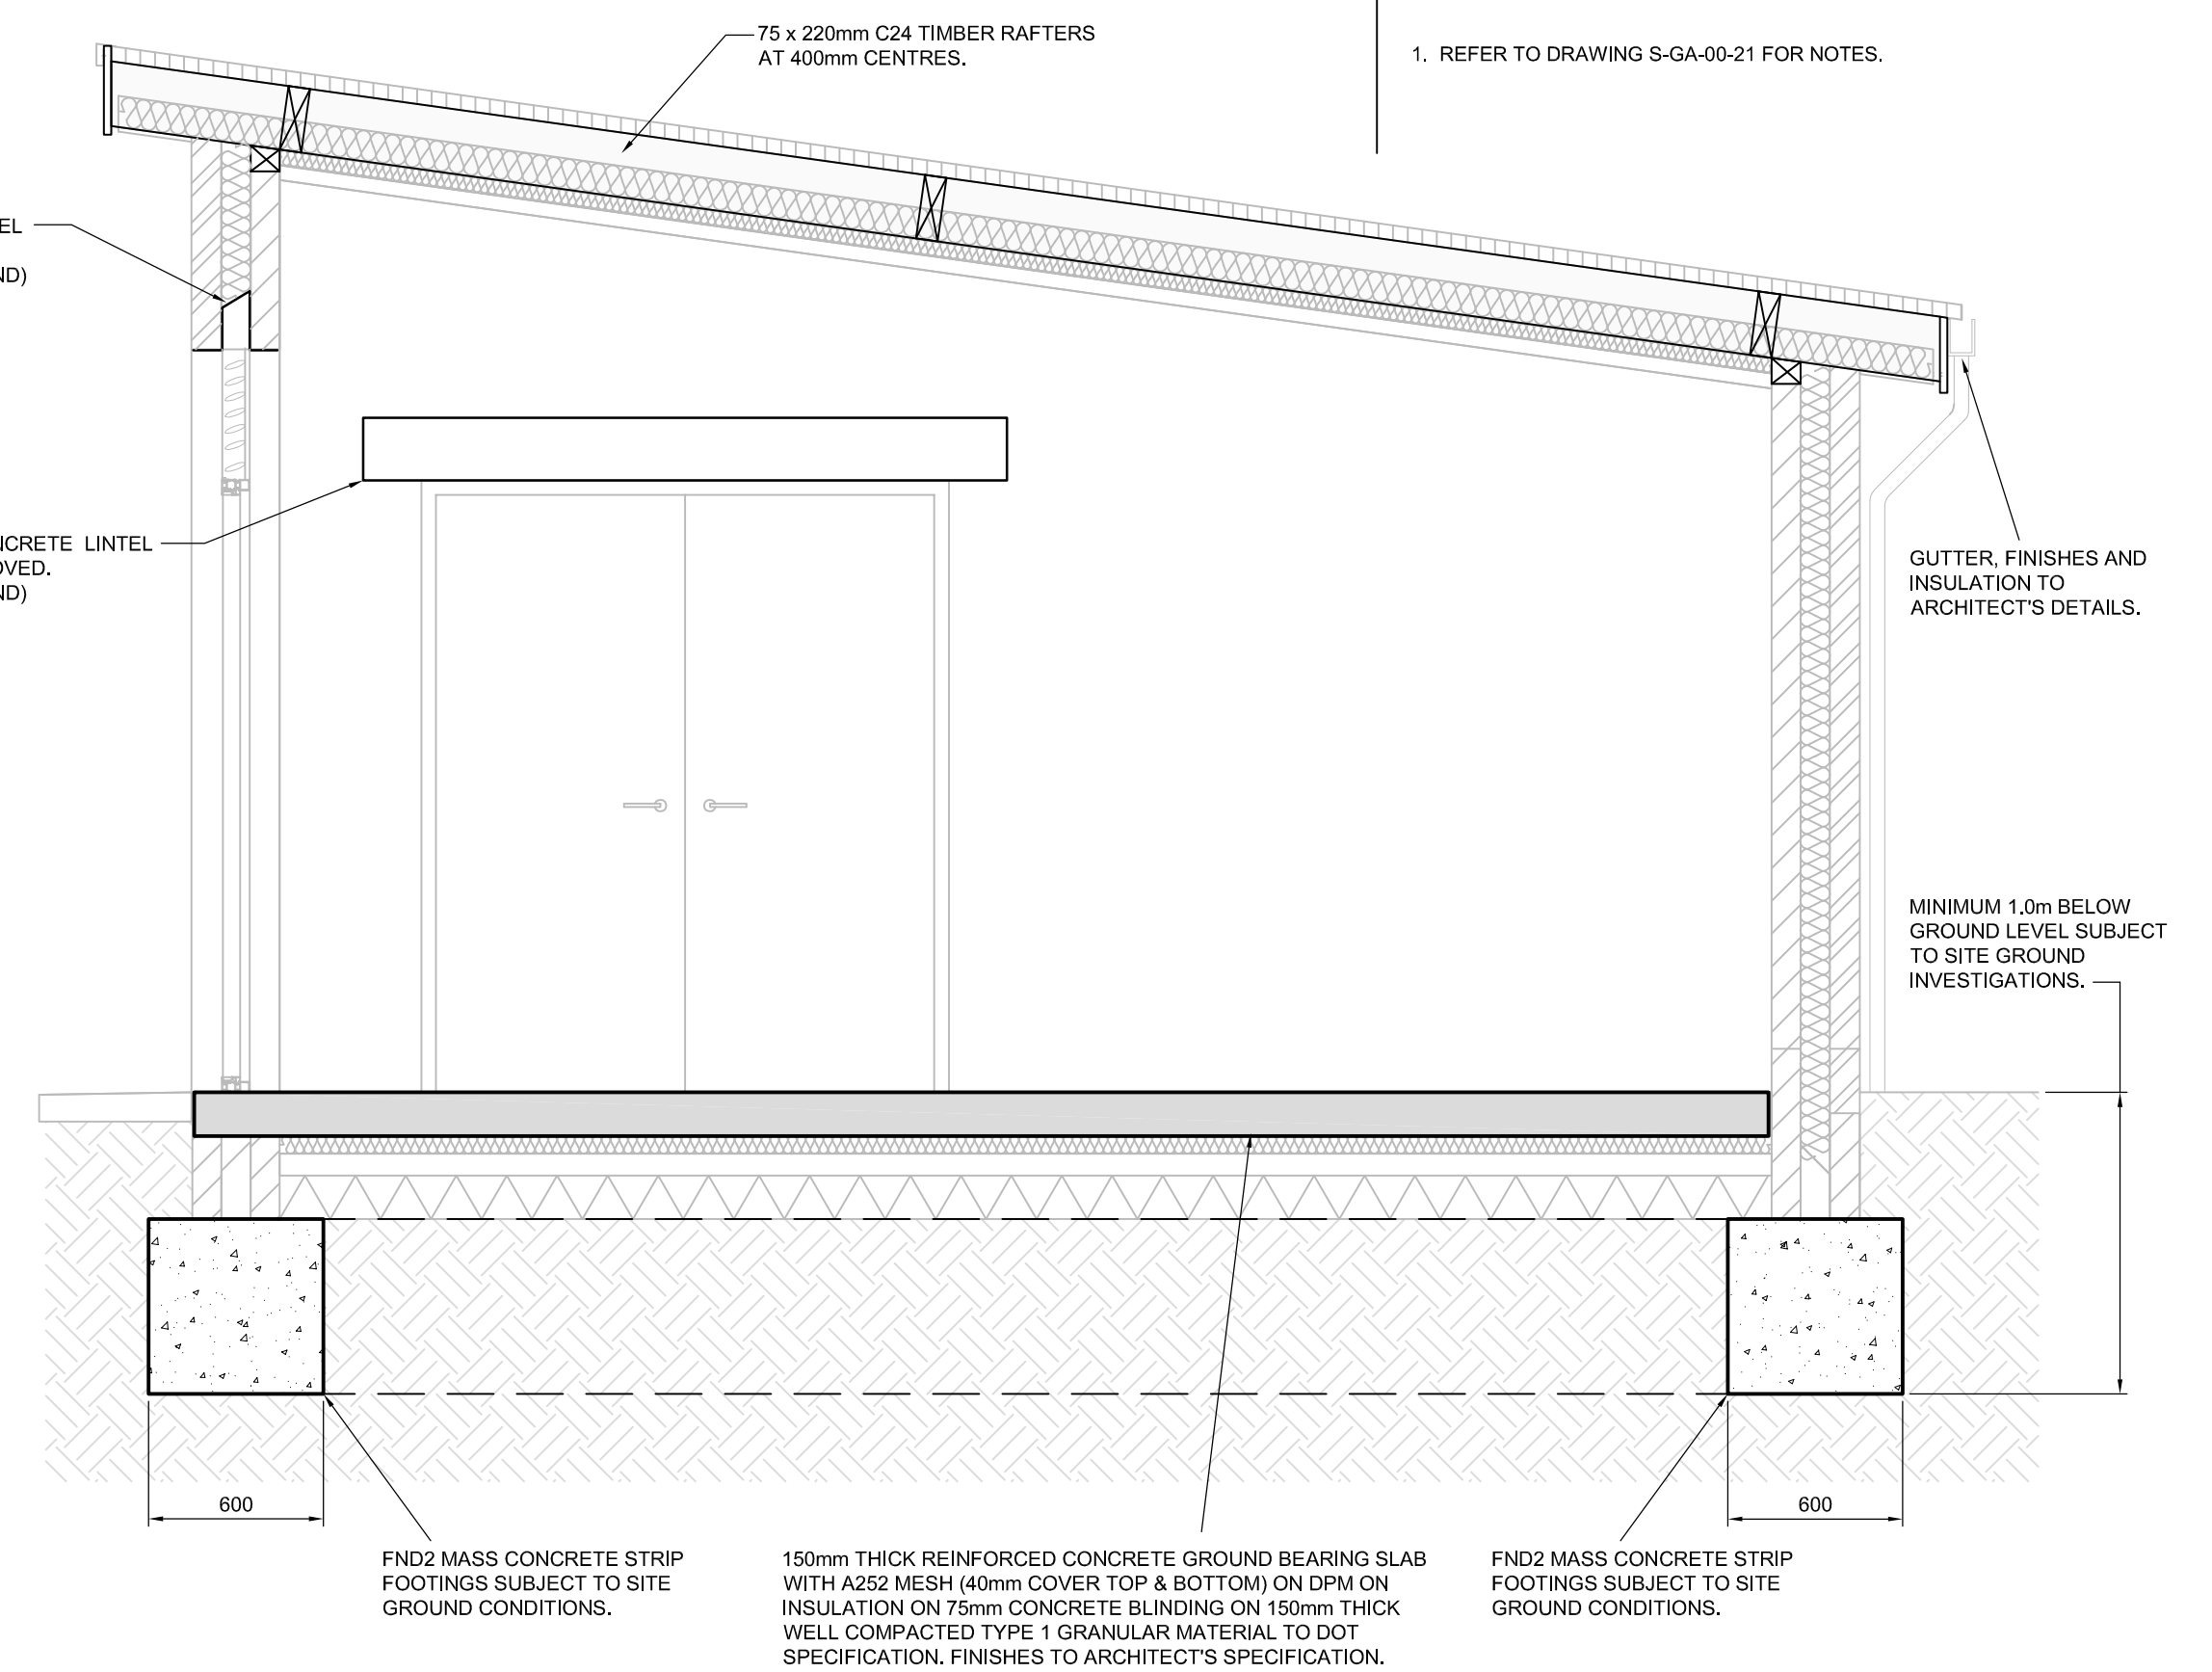 75 x 220mm C24 TIMBER RAFTERS
AT 400mm CENTRES.
1. REFER TO DRAWING S-GA-00-21 FOR NOTES.
LINTEL
OVED.
GUTTER, FINISHES AND
INSULATION TO
ARCHITECT'S DETAILS.
MINIMUM 1.0m BELOW
GROUND LEVEL SUBJECT
TO SITE GROUND
INVESTIGATIONS.
600
600
FND2 MASS CONCRETE STRIP
FOOTINGS SUBJECT TO SITE
GROUND CONDITIONS.
150mm THICK REINFORCED CONCRETE GROUND BEARING SLAB
WITH A252 MESH (40mm COVER TOP & BOTTOM) ON DPM ON
INSULATION ON 75mm CONCRETE BLINDING ON 150mm THICK
WELL COMPACTED TYPE 1 GRANULAR MATERIAL TO DOT
SPECIFICATION. FINISHES TO ARCHITECT'S SPECIFICATION.
FND2 MASS CONCRETE STRIP
FOOTINGS SUBJECT TO SITE
GROUND CONDITIONS.